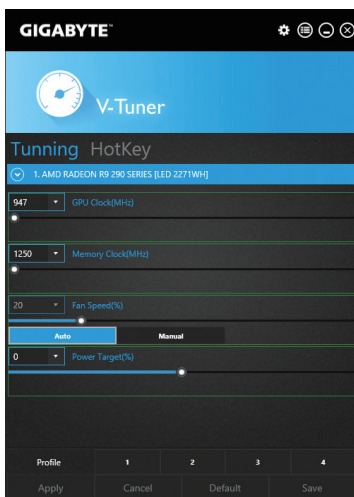 GIGABYTE™
V-Tuner
Tunning HotKey
1. AMD RADEON R9 290 SERIES [LED 2271WH]
947 GPU Clock(MHz)
1250 Memory Clock(MHz)
20 Fan Speed(%)
Auto Manual
0 Power Target(%)
Profile 1 2 3 4
Apply Cancel Default Save